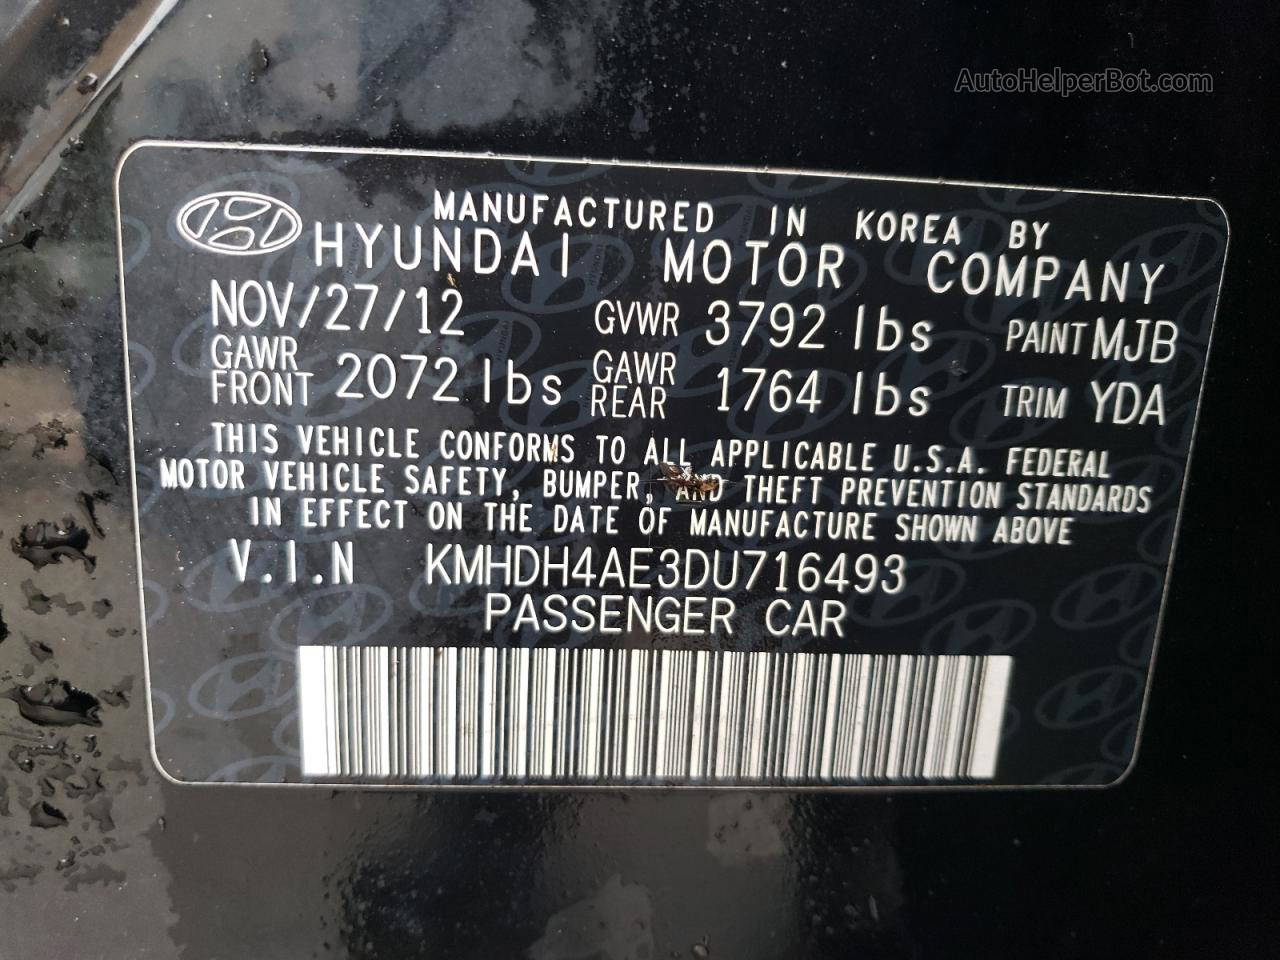 AutoHelperBot.com
MANUFACTURED IN KOREA BY
HYUNDAI MOTOR COMPANY
NOV/27/12 GVWR 3792 lbs PAINT MJB
GAWR FRONT 2072 lbs GAWR REAR 1764 lbs TRIM YDA
THIS VEHICLE CONFORMS TO ALL APPLICABLE U.S.A. FEDERAL
MOTOR VEHICLE SAFETY, BUMPER, AND THEFT PREVENTION STANDARDS
IN EFFECT ON THE DATE OF MANUFACTURE SHOWN ABOVE
V.I.N KMHDH4AE3DU716493
PASSENGER CAR